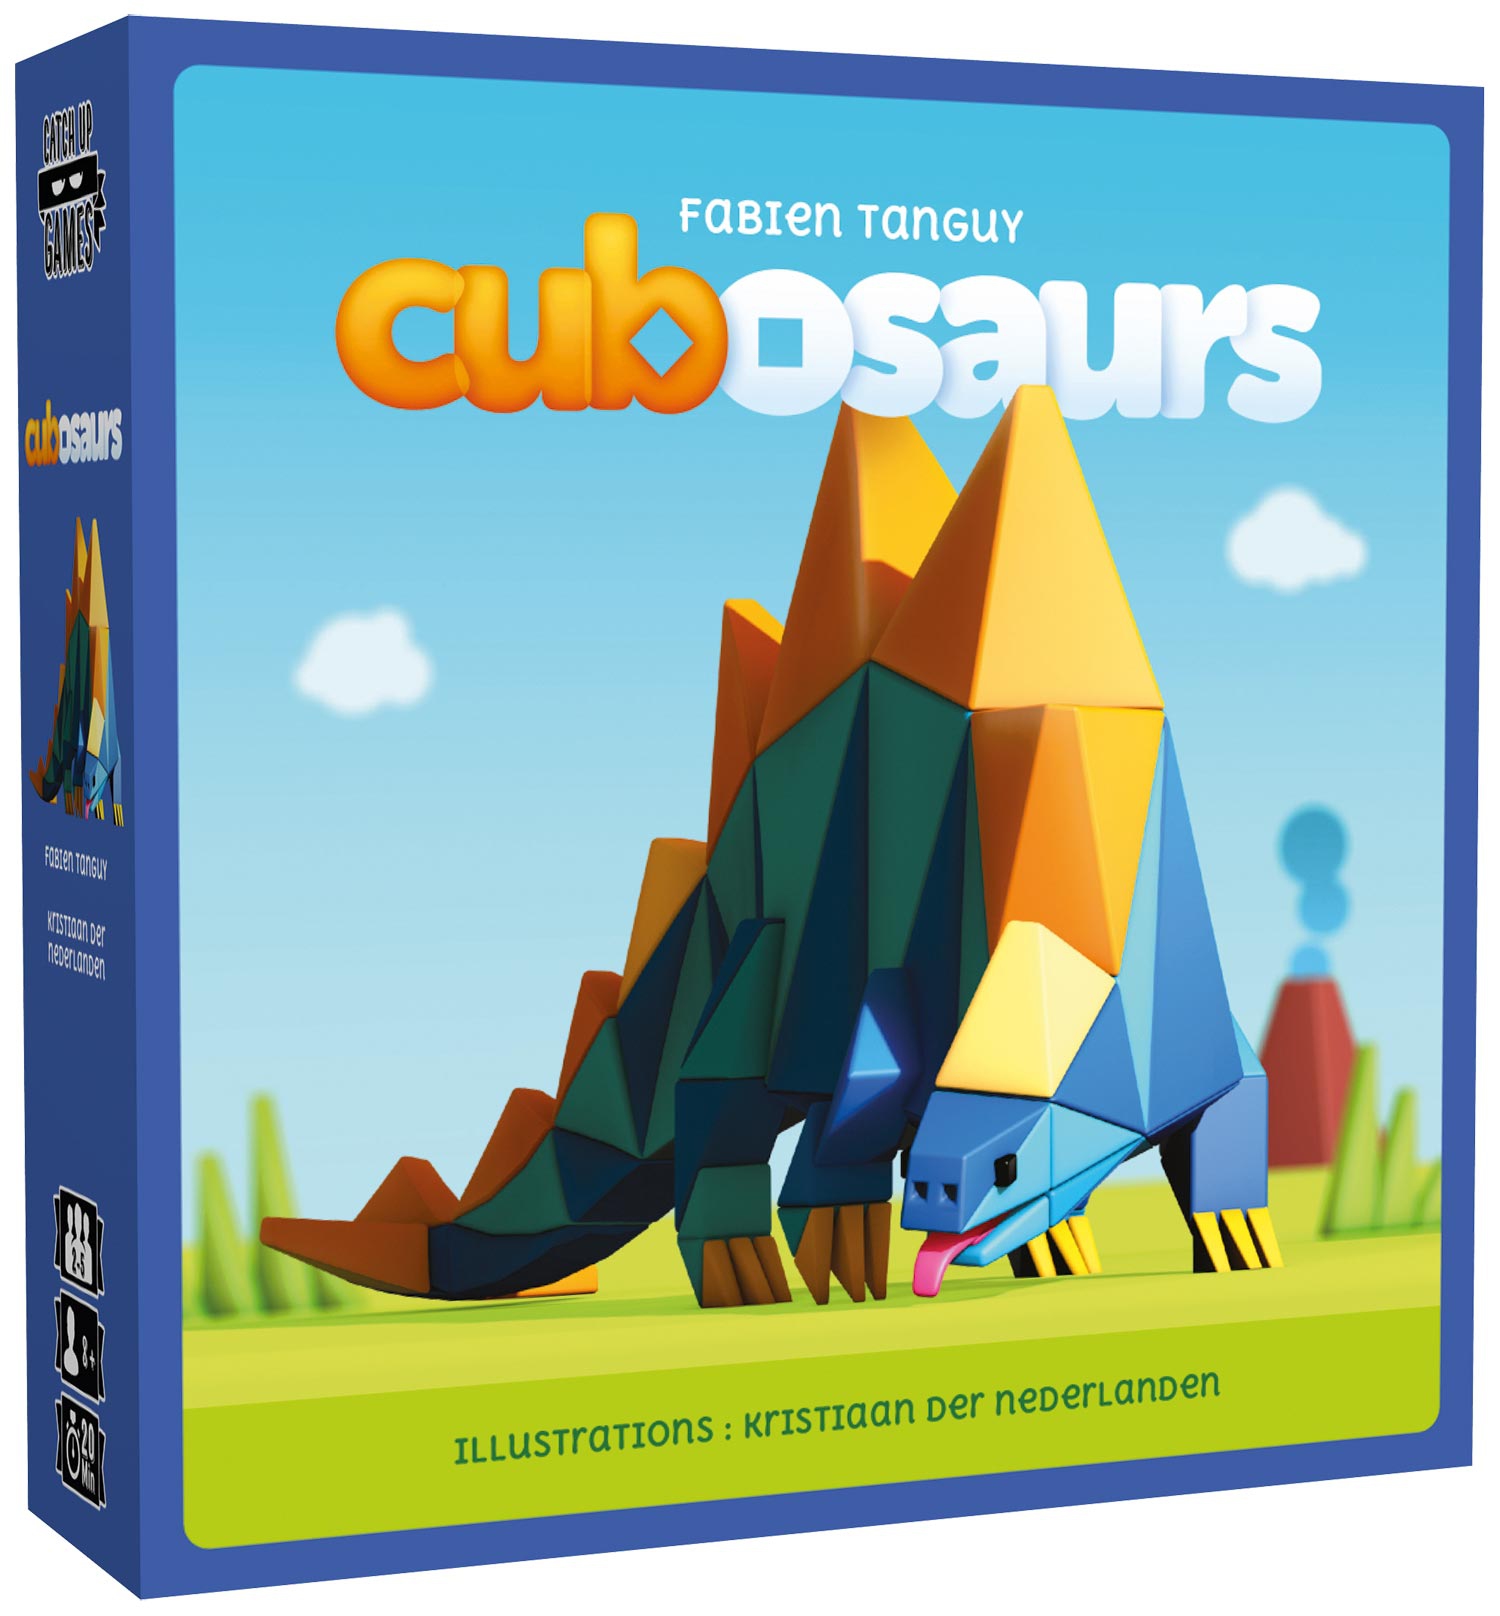 FABIEN TANGUY
cubosaurs
ILLUSTRATIONS : KRISTIAAN DER NEDERLANDEN
CATCH UP
GAMES
cubosaurs
FABIEN TANGUY
KRISTIAAN DER
NEDERLANDEN
2-5
8+
20
Min